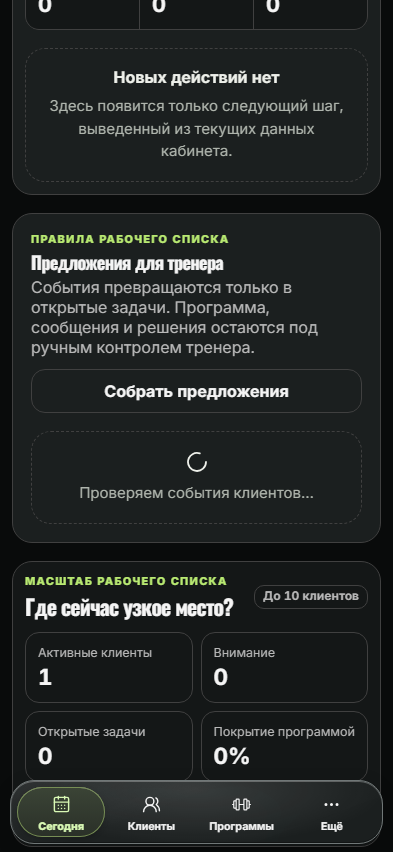 0 0 0
Новых действий нет
Здесь появится только следующий шаг,
выведенный из текущих данных
кабинета.
ПРАВИЛА РАБОЧЕГО СПИСКА
Предложения для тренера
События превращаются только в
открытые задачи. Программа,
сообщения и решения остаются под
ручным контролем тренера.
Собрать предложения
Проверяем события клиентов...
МАСШТАБ РАБОЧЕГО СПИСКА
Где сейчас узкое место?
До 10 клиентов
Активные клиенты
1
Внимание
0
Открытые задачи
0
Покрытие программой
0%
Сегодня
Клиенты
Программы
Ещё